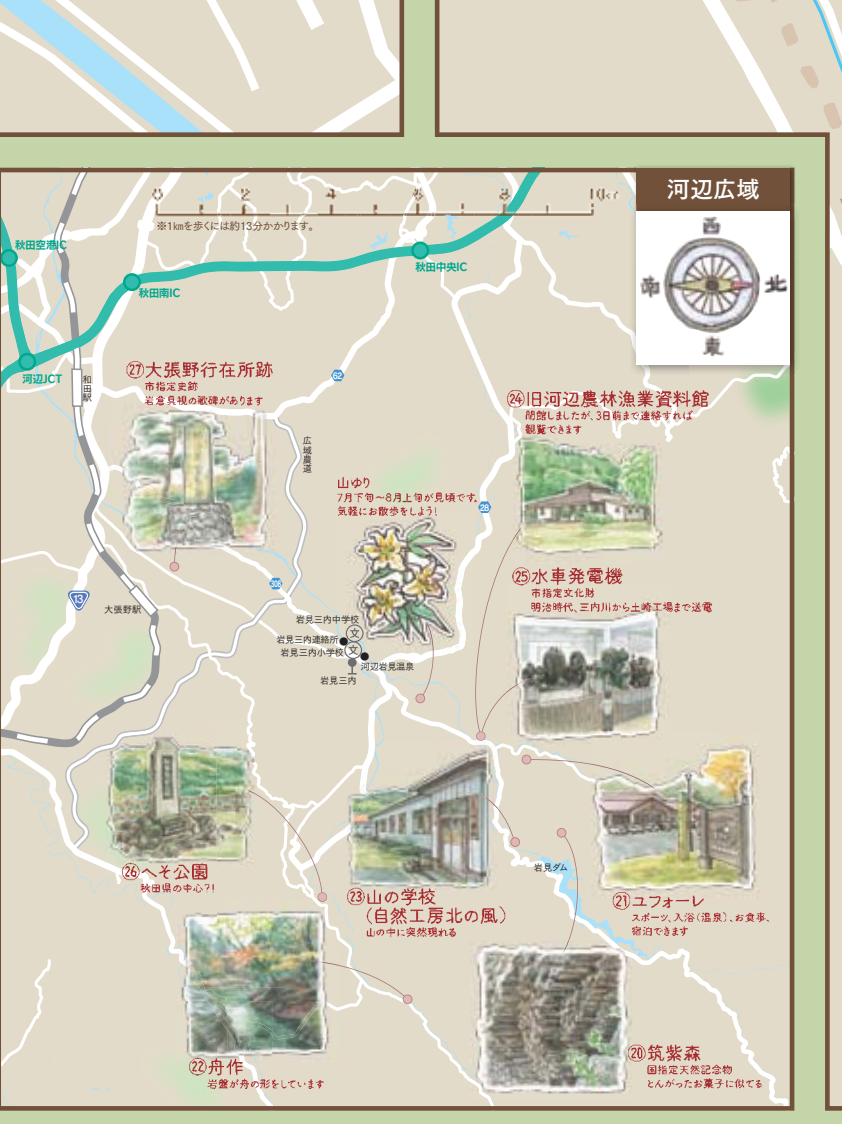 0 2 4 6 8 10km
※1kmを歩くには約13分かかります。
河辺広域
西
南 北
東
秋田空港IC
秋田中央IC
秋田南IC
河辺JCT
和田駅
62
㉗大張野行在所跡
市指定史跡
岩倉具視の歌碑があります
広域農道
㉔旧河辺農林漁業資料館
閉館しましたが、3日前まで連絡すれば
観覧できます
山ゆり
7月下旬〜8月上旬が見頃です。
気軽にお散歩をしよう!
28
㉕水車発電機
市指定文化財
明治時代、三内川から土崎工場まで送電
13
大張野駅
308
岩見三内中学校
文
岩見三内連絡所
岩見三内小学校
文
河辺岩見温泉
岩見三内
㉖へそ公園
秋田県の中心?!
㉓山の学校
(自然工房北の風)
山の中に突然現れる
岩見ダム
㉑ユフォーレ
スポーツ、入浴(温泉)、お食事、
宿泊できます
㉒舟作
岩盤が舟の形をしています
⑳筑紫森
国指定天然記念物
とんがったお菓子に似てる